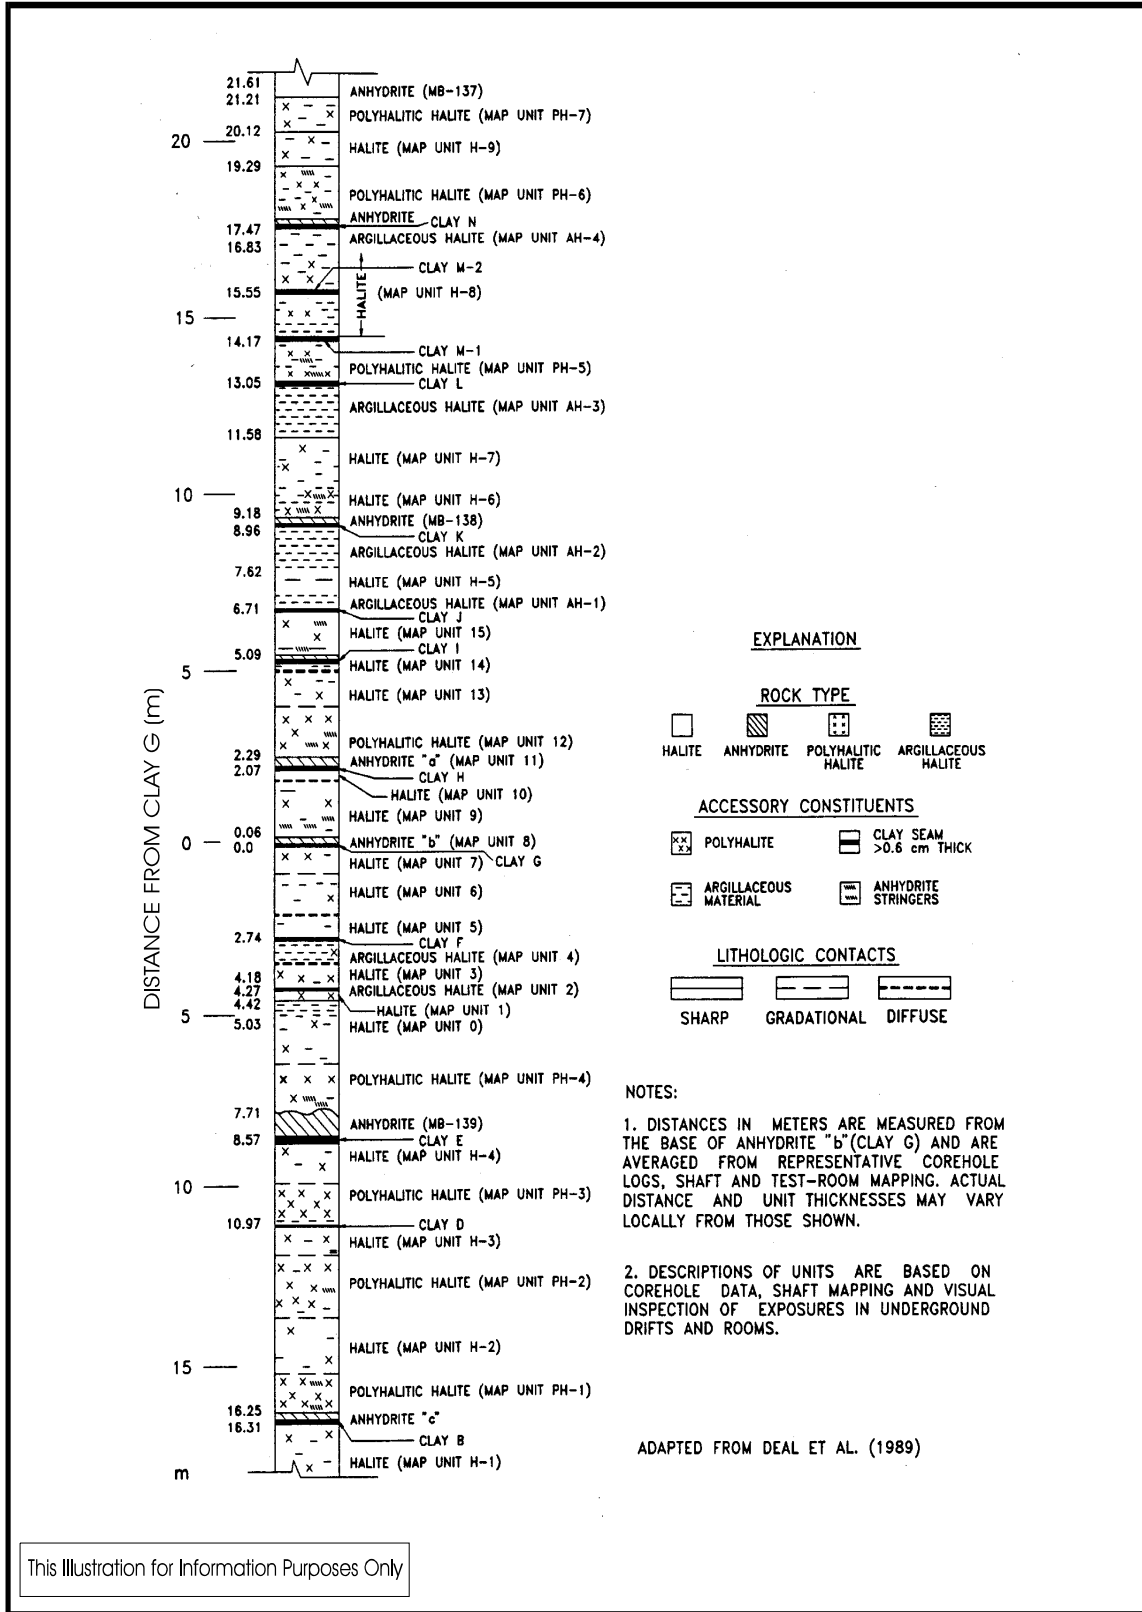 21.61
ANHYDRITE (MB-137)
21.21
POLYHALITIC HALITE (MAP UNIT PH-7)
20.12
20
HALITE (MAP UNIT H-9)
19.29
POLYHALITIC HALITE (MAP UNIT PH-6)
ANHYDRITE
CLAY N
17.47
ARGILLACEOUS HALITE (MAP UNIT AH-4)
16.83
CLAY M-2
HALITE
(MAP UNIT H-8)
15.55
15
14.17
CLAY M-1
POLYHALITIC HALITE (MAP UNIT PH-5)
13.05
CLAY L
ARGILLACEOUS HALITE (MAP UNIT AH-3)
11.58
HALITE (MAP UNIT H-7)
10
HALITE (MAP UNIT H-6)
9.18
ANHYDRITE (MB-138)
8.96
CLAY K
ARGILLACEOUS HALITE (MAP UNIT AH-2)
7.62
HALITE (MAP UNIT H-5)
ARGILLACEOUS HALITE (MAP UNIT AH-1)
6.71
CLAY J
HALITE (MAP UNIT 15)
CLAY I
5.09
HALITE (MAP UNIT 14)
5
HALITE (MAP UNIT 13)
POLYHALITIC HALITE (MAP UNIT 12)
2.29
ANHYDRITE "a" (MAP UNIT 11)
2.07
CLAY H
HALITE (MAP UNIT 10)
HALITE (MAP UNIT 9)
0.06
0
ANHYDRITE "b" (MAP UNIT 8)
0.0
HALITE (MAP UNIT 7)
CLAY G
HALITE (MAP UNIT 6)
HALITE (MAP UNIT 5)
2.74
CLAY F
ARGILLACEOUS HALITE (MAP UNIT 4)
HALITE (MAP UNIT 3)
4.18
ARGILLACEOUS HALITE (MAP UNIT 2)
4.27
4.42
HALITE (MAP UNIT 1)
5
5.03
HALITE (MAP UNIT 0)
POLYHALITIC HALITE (MAP UNIT PH-4)
7.71
ANHYDRITE (MB-139)
8.57
CLAY E
HALITE (MAP UNIT H-4)
10
POLYHALITIC HALITE (MAP UNIT PH-3)
10.97
CLAY D
HALITE (MAP UNIT H-3)
POLYHALITIC HALITE (MAP UNIT PH-2)
HALITE (MAP UNIT H-2)
15
POLYHALITIC HALITE (MAP UNIT PH-1)
16.25
ANHYDRITE "c"
16.31
CLAY B
HALITE (MAP UNIT H-1)
m
DISTANCE FROM CLAY G (m)
EXPLANATION
ROCK TYPE
HALITE
ANHYDRITE
POLYHALITIC
HALITE
ARGILLACEOUS
HALITE
ACCESSORY CONSTITUENTS
POLYHALITE
CLAY SEAM
>0.6 cm THICK
ARGILLACEOUS
MATERIAL
ANHYDRITE
STRINGERS
LITHOLOGIC CONTACTS
SHARP
GRADATIONAL
DIFFUSE
NOTES:
1. DISTANCES IN METERS ARE MEASURED FROM
THE BASE OF ANHYDRITE "b"(CLAY G) AND ARE
AVERAGED FROM REPRESENTATIVE COREHOLE
LOGS, SHAFT AND TEST-ROOM MAPPING. ACTUAL
DISTANCE AND UNIT THICKNESSES MAY VARY
LOCALLY FROM THOSE SHOWN.
2. DESCRIPTIONS OF UNITS ARE BASED ON
COREHOLE DATA, SHAFT MAPPING AND VISUAL
INSPECTION OF EXPOSURES IN UNDERGROUND
DRIFTS AND ROOMS.
ADAPTED FROM DEAL ET AL. (1989)
This Illustration for Information Purposes Only